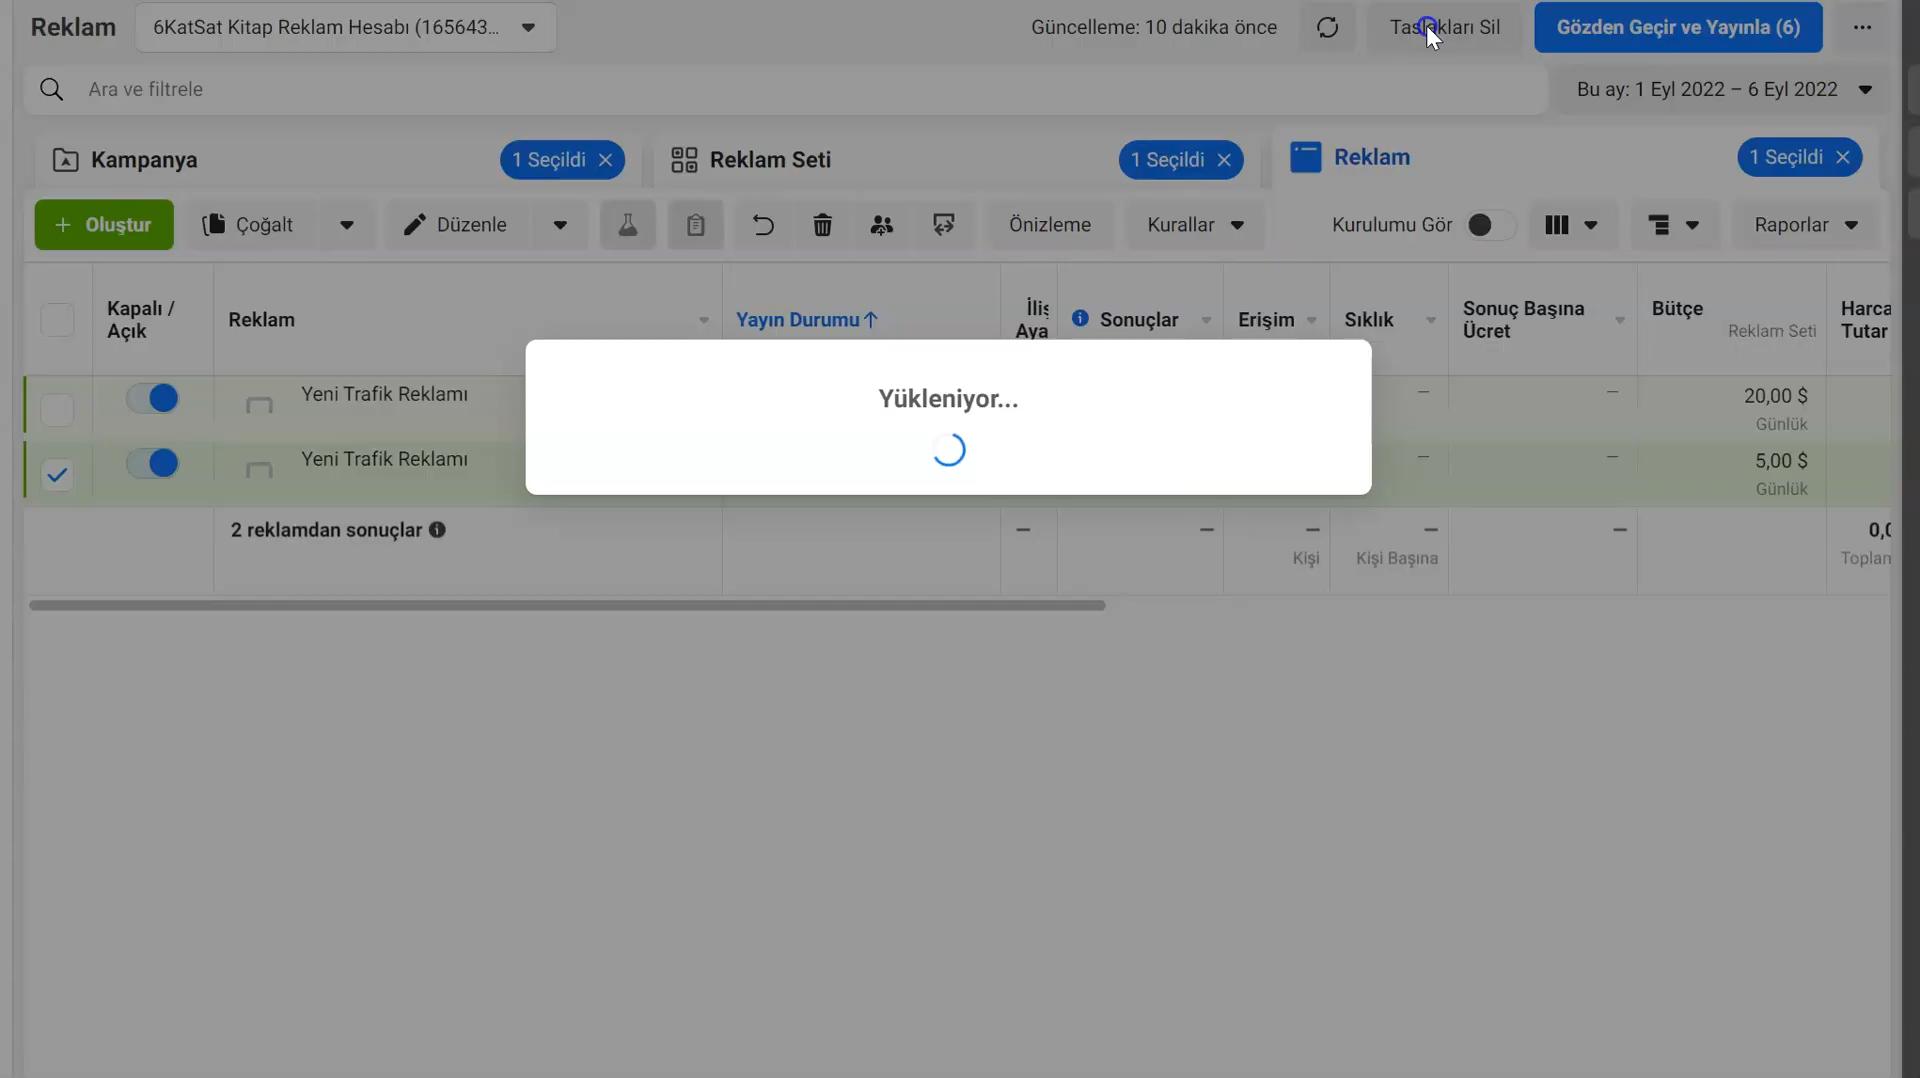 Reklam
6KatSat Kitap Reklam Hesabı (165643...
Güncelleme: 10 dakika önce
Taslakları Sil
Gözden Geçir ve Yayınla (6)
Ara ve filtrele
Bu ay: 1 Eyl 2022 – 6 Eyl 2022
Kampanya
1 Seçildi
Reklam Seti
1 Seçildi
Reklam
1 Seçildi
+ Oluştur
Çoğalt
Düzenle
Önizleme
Kurallar
Kurulumu Gör
Raporlar
Kapalı /
Açık
Reklam
Yayın Durumu ↑
Sonuçlar
Erişim
Sıklık
Sonuç Başına
Ücret
Bütçe
Reklam Seti
Harca
Tutar
Yükleniyor...
Yeni Trafik Reklamı
—
—
20,00 $
Günlük
Yeni Trafik Reklamı
—
—
5,00 $
Günlük
2 reklamdan sonuçlar
—
—
—
Kişi
—
Kişi Başına
—
Toplam